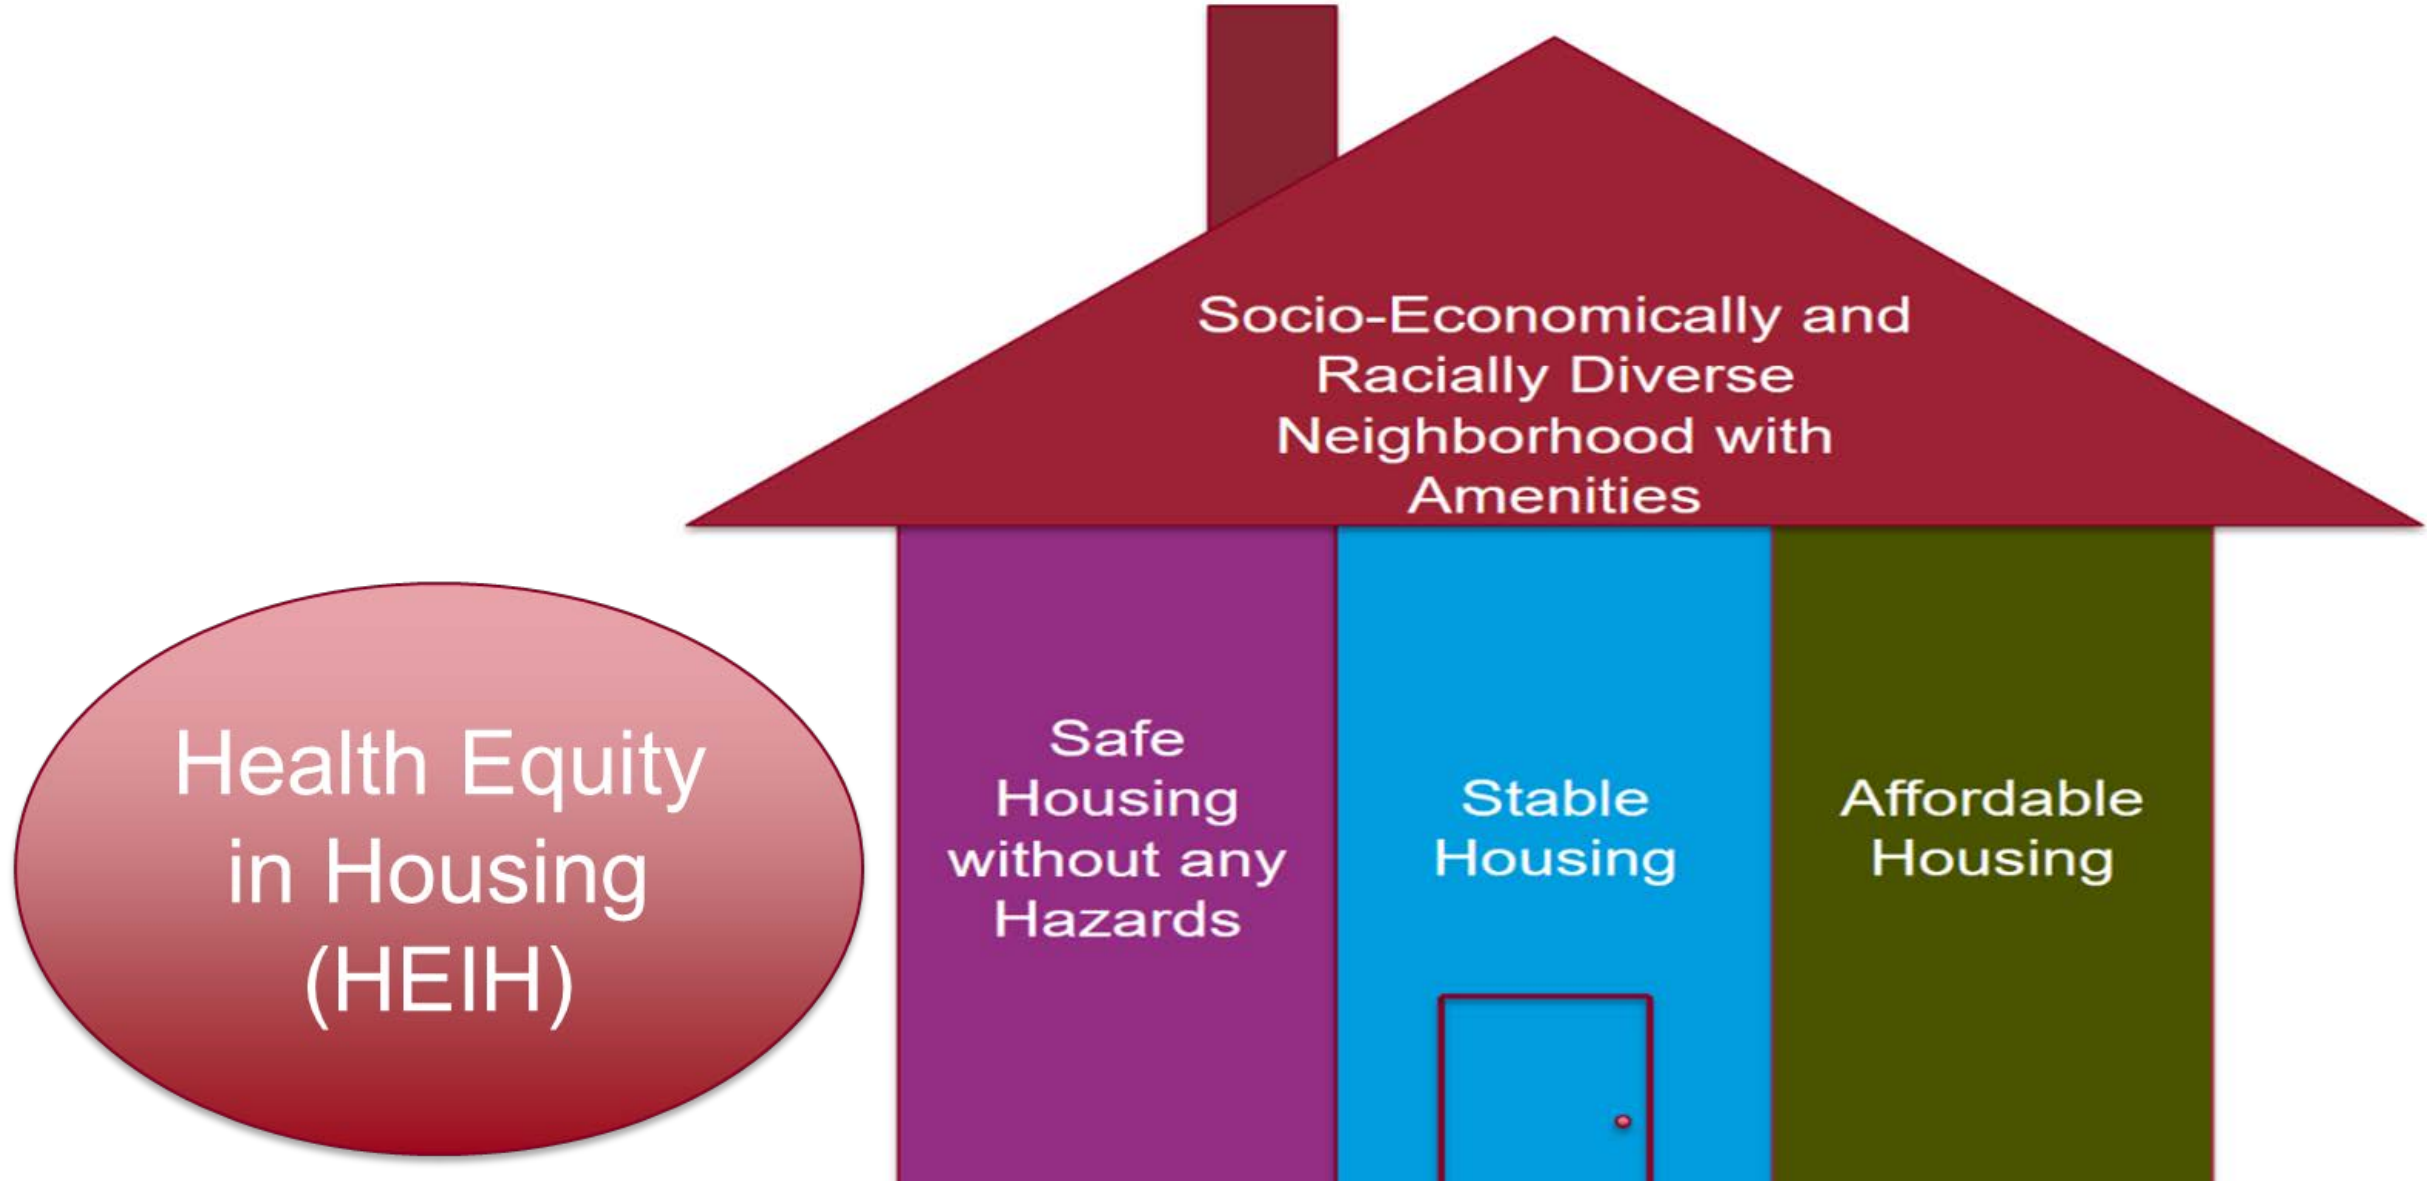 Socio-Economically and
Racially Diverse
Neighborhood with
Amenities
Health Equity
in Housing
(HEIH)
Safe
Housing
without any
Hazards
Stable
Housing
Affordable
Housing